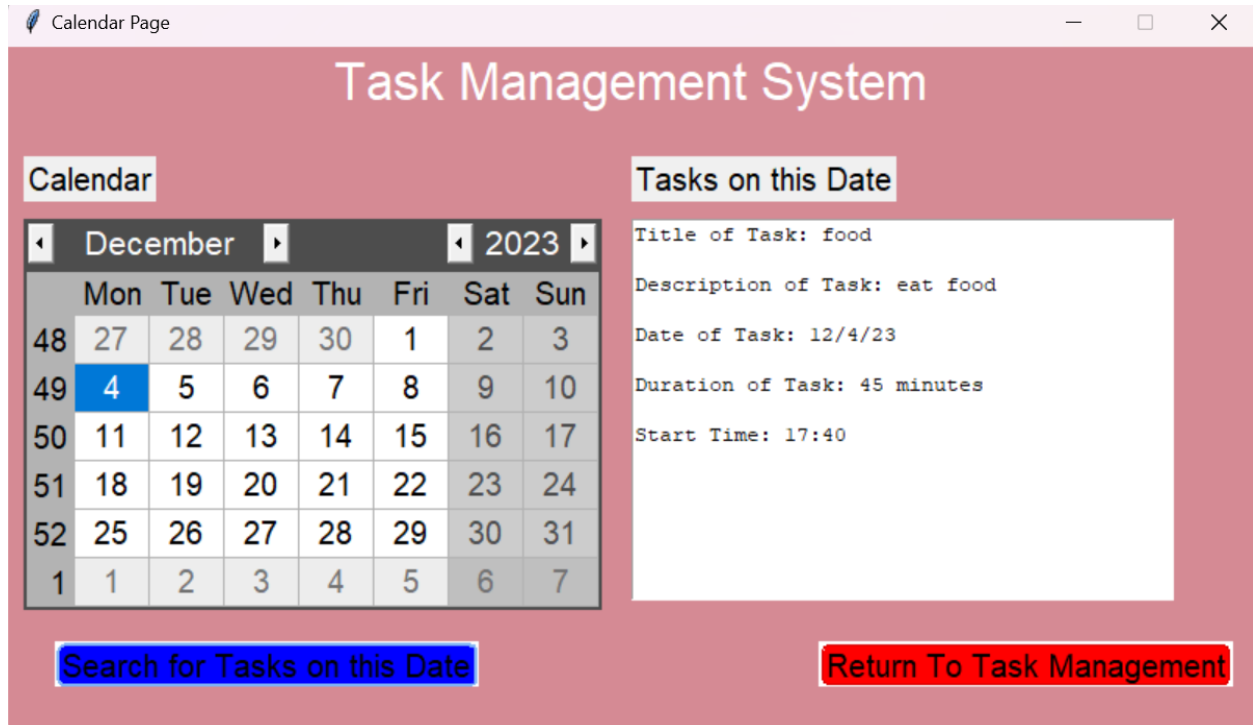 Calendar Page
Task Management System
Calendar
Tasks on this Date
December 2023
Mon Tue Wed Thu Fri Sat Sun
48 27 28 29 30 1 2 3
49 4 5 6 7 8 9 10
50 11 12 13 14 15 16 17
51 18 19 20 21 22 23 24
52 25 26 27 28 29 30 31
1 1 2 3 4 5 6 7
Title of Task: food
Description of Task: eat food
Date of Task: 12/4/23
Duration of Task: 45 minutes
Start Time: 17:40
Search for Tasks on this Date
Return To Task Management